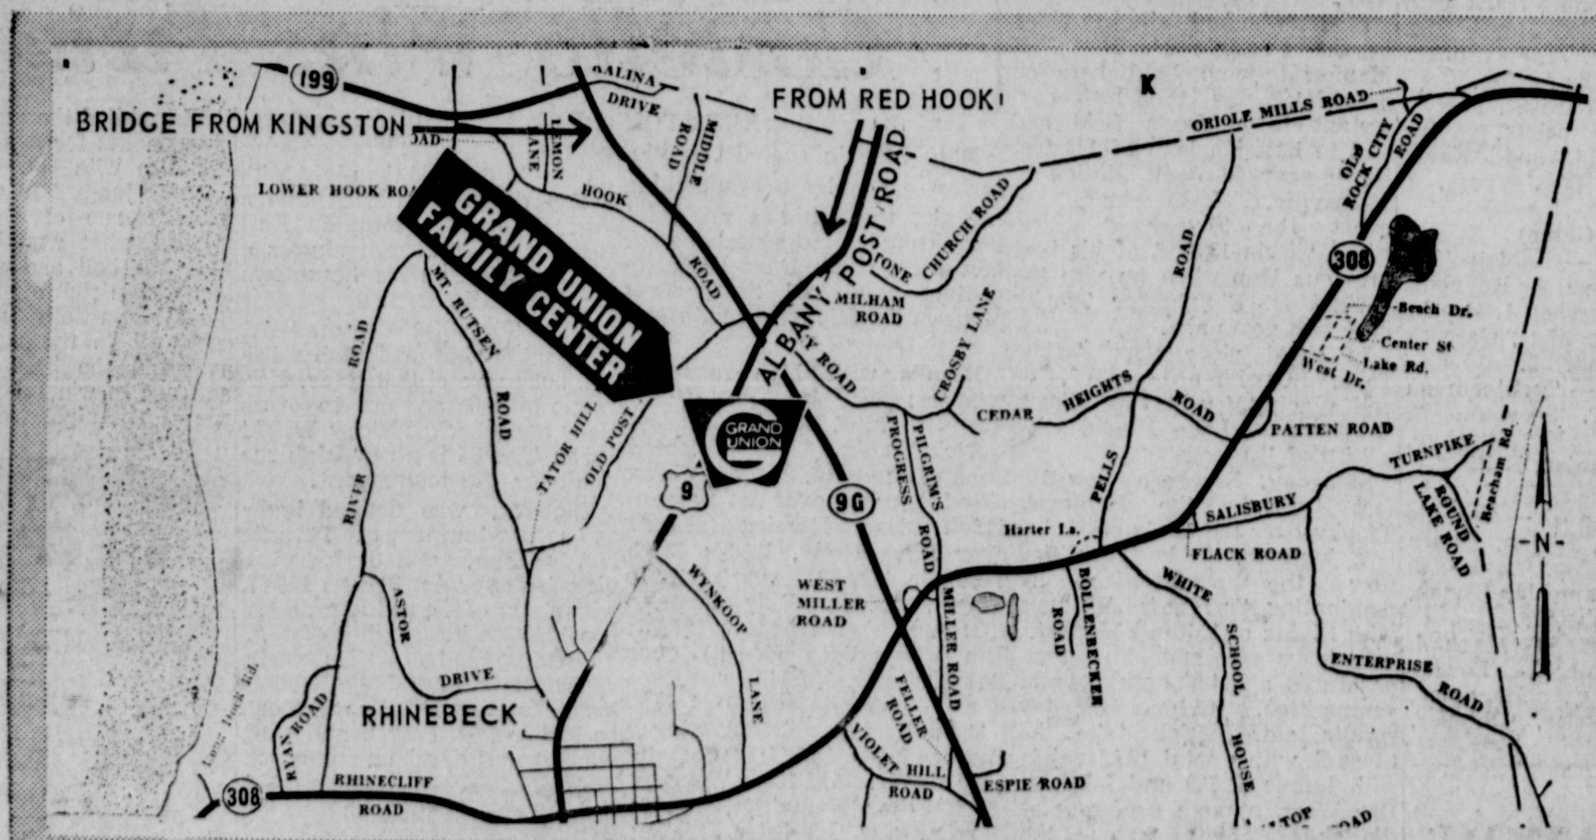 199
BRIDGE FROM KINGSTON
DRIVE
FROM RED HOOK
K
ORIOLE MILLS ROAD
OLD
ROCK CITY
ROAD
LEMON
LANE
MIDDLE
ROAD
LOWER HOOK
HOOK
ROAD
GRAND UNION
FAMILY CENTER
ALBANY POST ROAD
CHURCH ROAD
MILHAM
ROAD
308
Beach Dr.
Center St
Lake Rd.
West Dr.
MT. RUTSEN
ROAD
RIVER
ROAD
TATOR HILL
OLD POST
GRAND
UNION
G
9
9G
ROAD
CROSBY LANE
CEDAR
HEIGHTS
ROAD
PELLS
ROAD
PATTEN ROAD
TURNPIKE
Beacham Rd.
ROUND
LAKE ROAD
SALISBURY
FLACK ROAD
PROGRESS
PILGRIM'S
ROAD
Harter La.
-N-
ASTOR
DRIVE
WYNKOOP
LANE
WEST
MILLER
ROAD
MILLER ROAD
BOLLENBECKER
ROAD
WHITE
SCHOOL
HOUSE
ENTERPRISE
ROAD
RHINEBECK
Long Dock Rd.
RYAN
ROAD
308
RHINECLIFF
ROAD
FELLER
ROAD
VIOLET HILL
ROAD
ESPIE ROAD